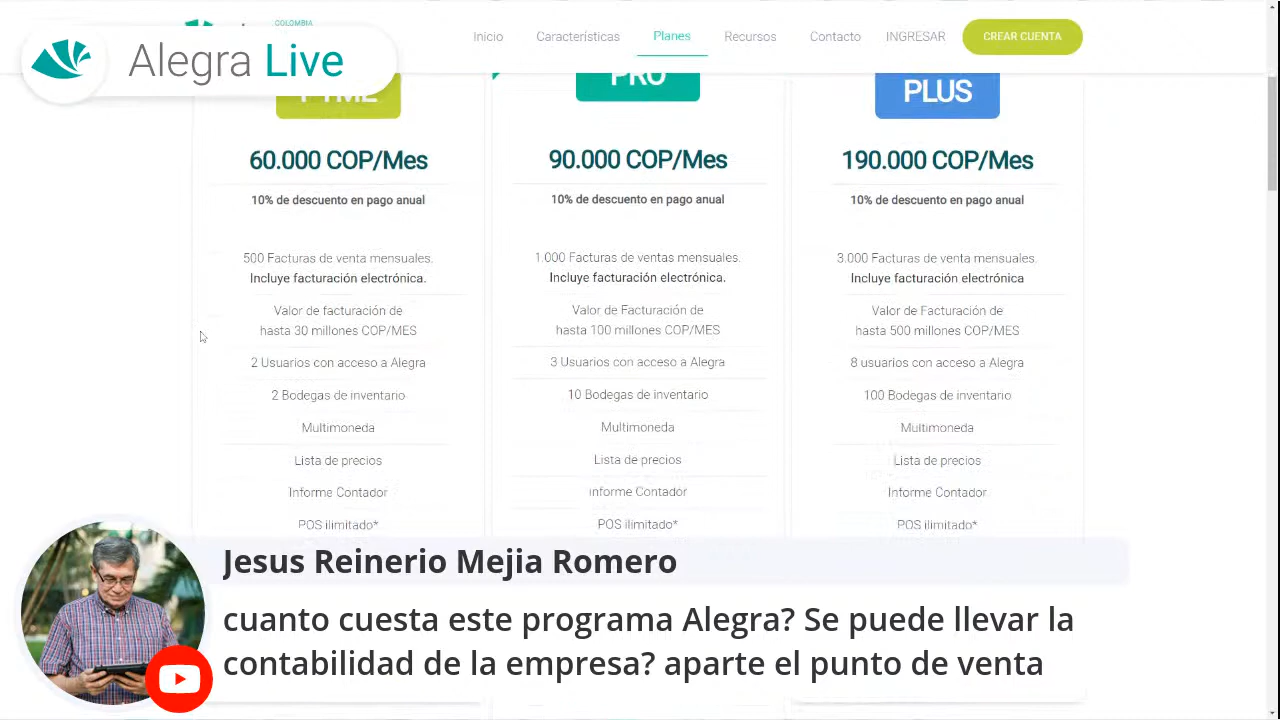 COLOMBIA
Alegra Live
Inicio
Características
Planes
Recursos
Contacto
INGRESAR
CREAR CUENTA
PRO
PLUS
60.000 COP/Mes
10% de descuento en pago anual
500 Facturas de venta mensuales.
Incluye facturación electrónica.
Valor de facturación de
hasta 30 millones COP/MES
2 Usuarios con acceso a Alegra
2 Bodegas de inventario
Multimoneda
Lista de precios
Informe Contador
POS ilimitado*
90.000 COP/Mes
10% de descuento en pago anual
1.000 Facturas de ventas mensuales.
Incluye facturación electrónica.
Valor de Facturación de
hasta 100 millones COP/MES
3 Usuarios con acceso a Alegra
10 Bodegas de inventario
Multimoneda
Lista de precios
Informe Contador
POS ilimitado*
190.000 COP/Mes
10% de descuento en pago anual
3.000 Facturas de venta mensuales.
Incluye facturación electrónica
Valor de Facturación de
hasta 500 millones COP/MES
8 usuarios con acceso a Alegra
100 Bodegas de inventario
Multimoneda
Lista de precios
Informe Contador
POS ilimitado*
Jesus Reinerio Mejia Romero
cuanto cuesta este programa Alegra? Se puede llevar la
contabilidad de la empresa? aparte el punto de venta